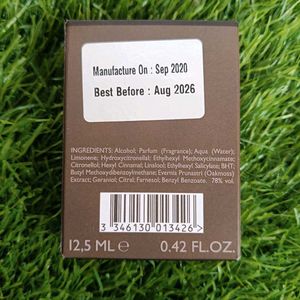 Manufacture On : Sep 2020
Best Before : Aug 2026
INGREDIENTS: Alcohol; Parfum (Fragrance); Aqua (Water);
Limonene; Hydroxycitronellal; Ethylhexyl Methoxycinnamate;
Citronellol; Hexyl Cinnamal; Linalool; Ethylhexyl Salicylate; BHT;
Butyl Methoxydibenzoylmethane; Evernia Prunastri (Oakmoss)
Extract; Geraniol; Citral; Farnesol; Benzyl Benzoate. 78% vol.
3 346130 013426 >
12,5 ML ℮ 0.42 FL.OZ.